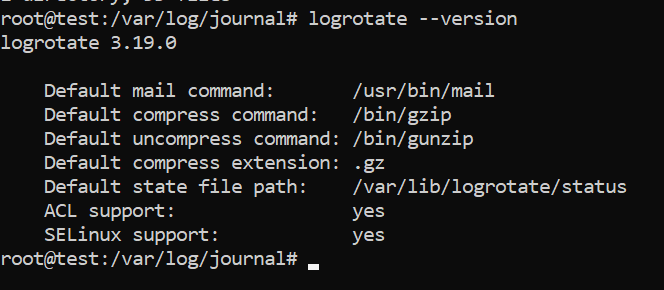 root@test:/var/log/journal# logrotate --version
logrotate 3.19.0
Default mail command: /usr/bin/mail
Default compress command: /bin/gzip
Default uncompress command: /bin/gunzip
Default compress extension: .gz
Default state file path: /var/lib/logrotate/status
ACL support: yes
SELinux support: yes
root@test:/var/log/journal#